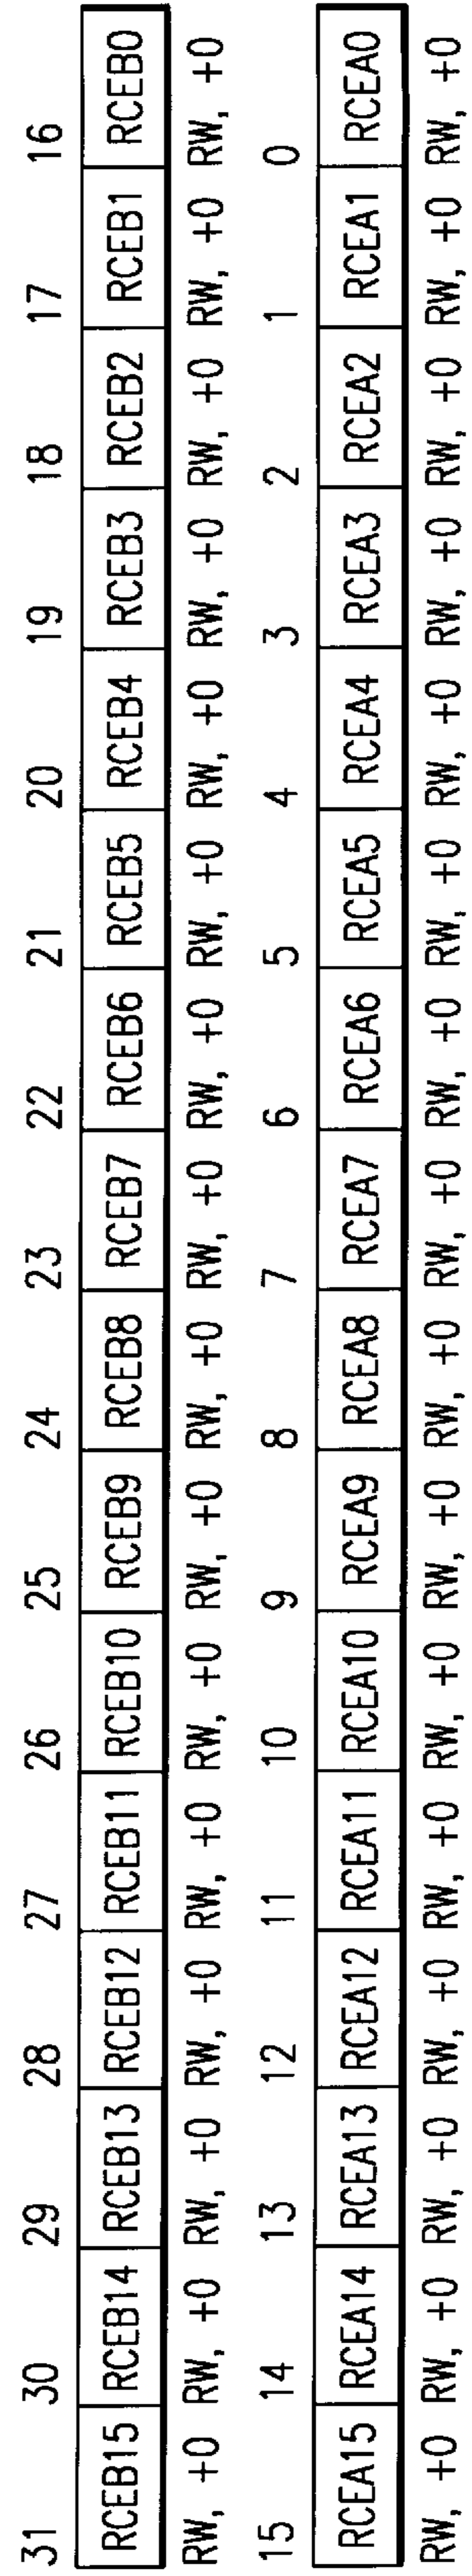 31 30 29 28 27 26 25 24 23 22 21 20 19 18 17 16
RCEB15 RCEB14 RCEB13 RCEB12 RCEB11 RCEB10 RCEB9 RCEB8 RCEB7 RCEB6 RCEB5 RCEB4 RCEB3 RCEB2 RCEB1 RCEB0
RW, +0 RW, +0 RW, +0 RW, +0 RW, +0 RW, +0 RW, +0 RW, +0 RW, +0 RW, +0 RW, +0 RW, +0 RW, +0 RW, +0 RW, +0 RW, +0
15 14 13 12 11 10 9 8 7 6 5 4 3 2 1 0
RCEA15 RCEA14 RCEA13 RCEA12 RCEA11 RCEA10 RCEA9 RCEA8 RCEA7 RCEA6 RCEA5 RCEA4 RCEA3 RCEA2 RCEA1 RCEA0
RW, +0 RW, +0 RW, +0 RW, +0 RW, +0 RW, +0 RW, +0 RW, +0 RW, +0 RW, +0 RW, +0 RW, +0 RW, +0 RW, +0 RW, +0 RW, +0